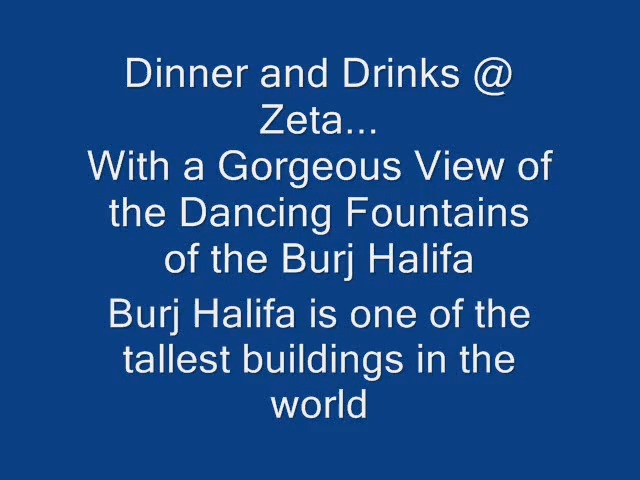 Dinner and Drinks @
Zeta...
With a Gorgeous View of
the Dancing Fountains
of the Burj Halifa
Burj Halifa is one of the
tallest buildings in the
world